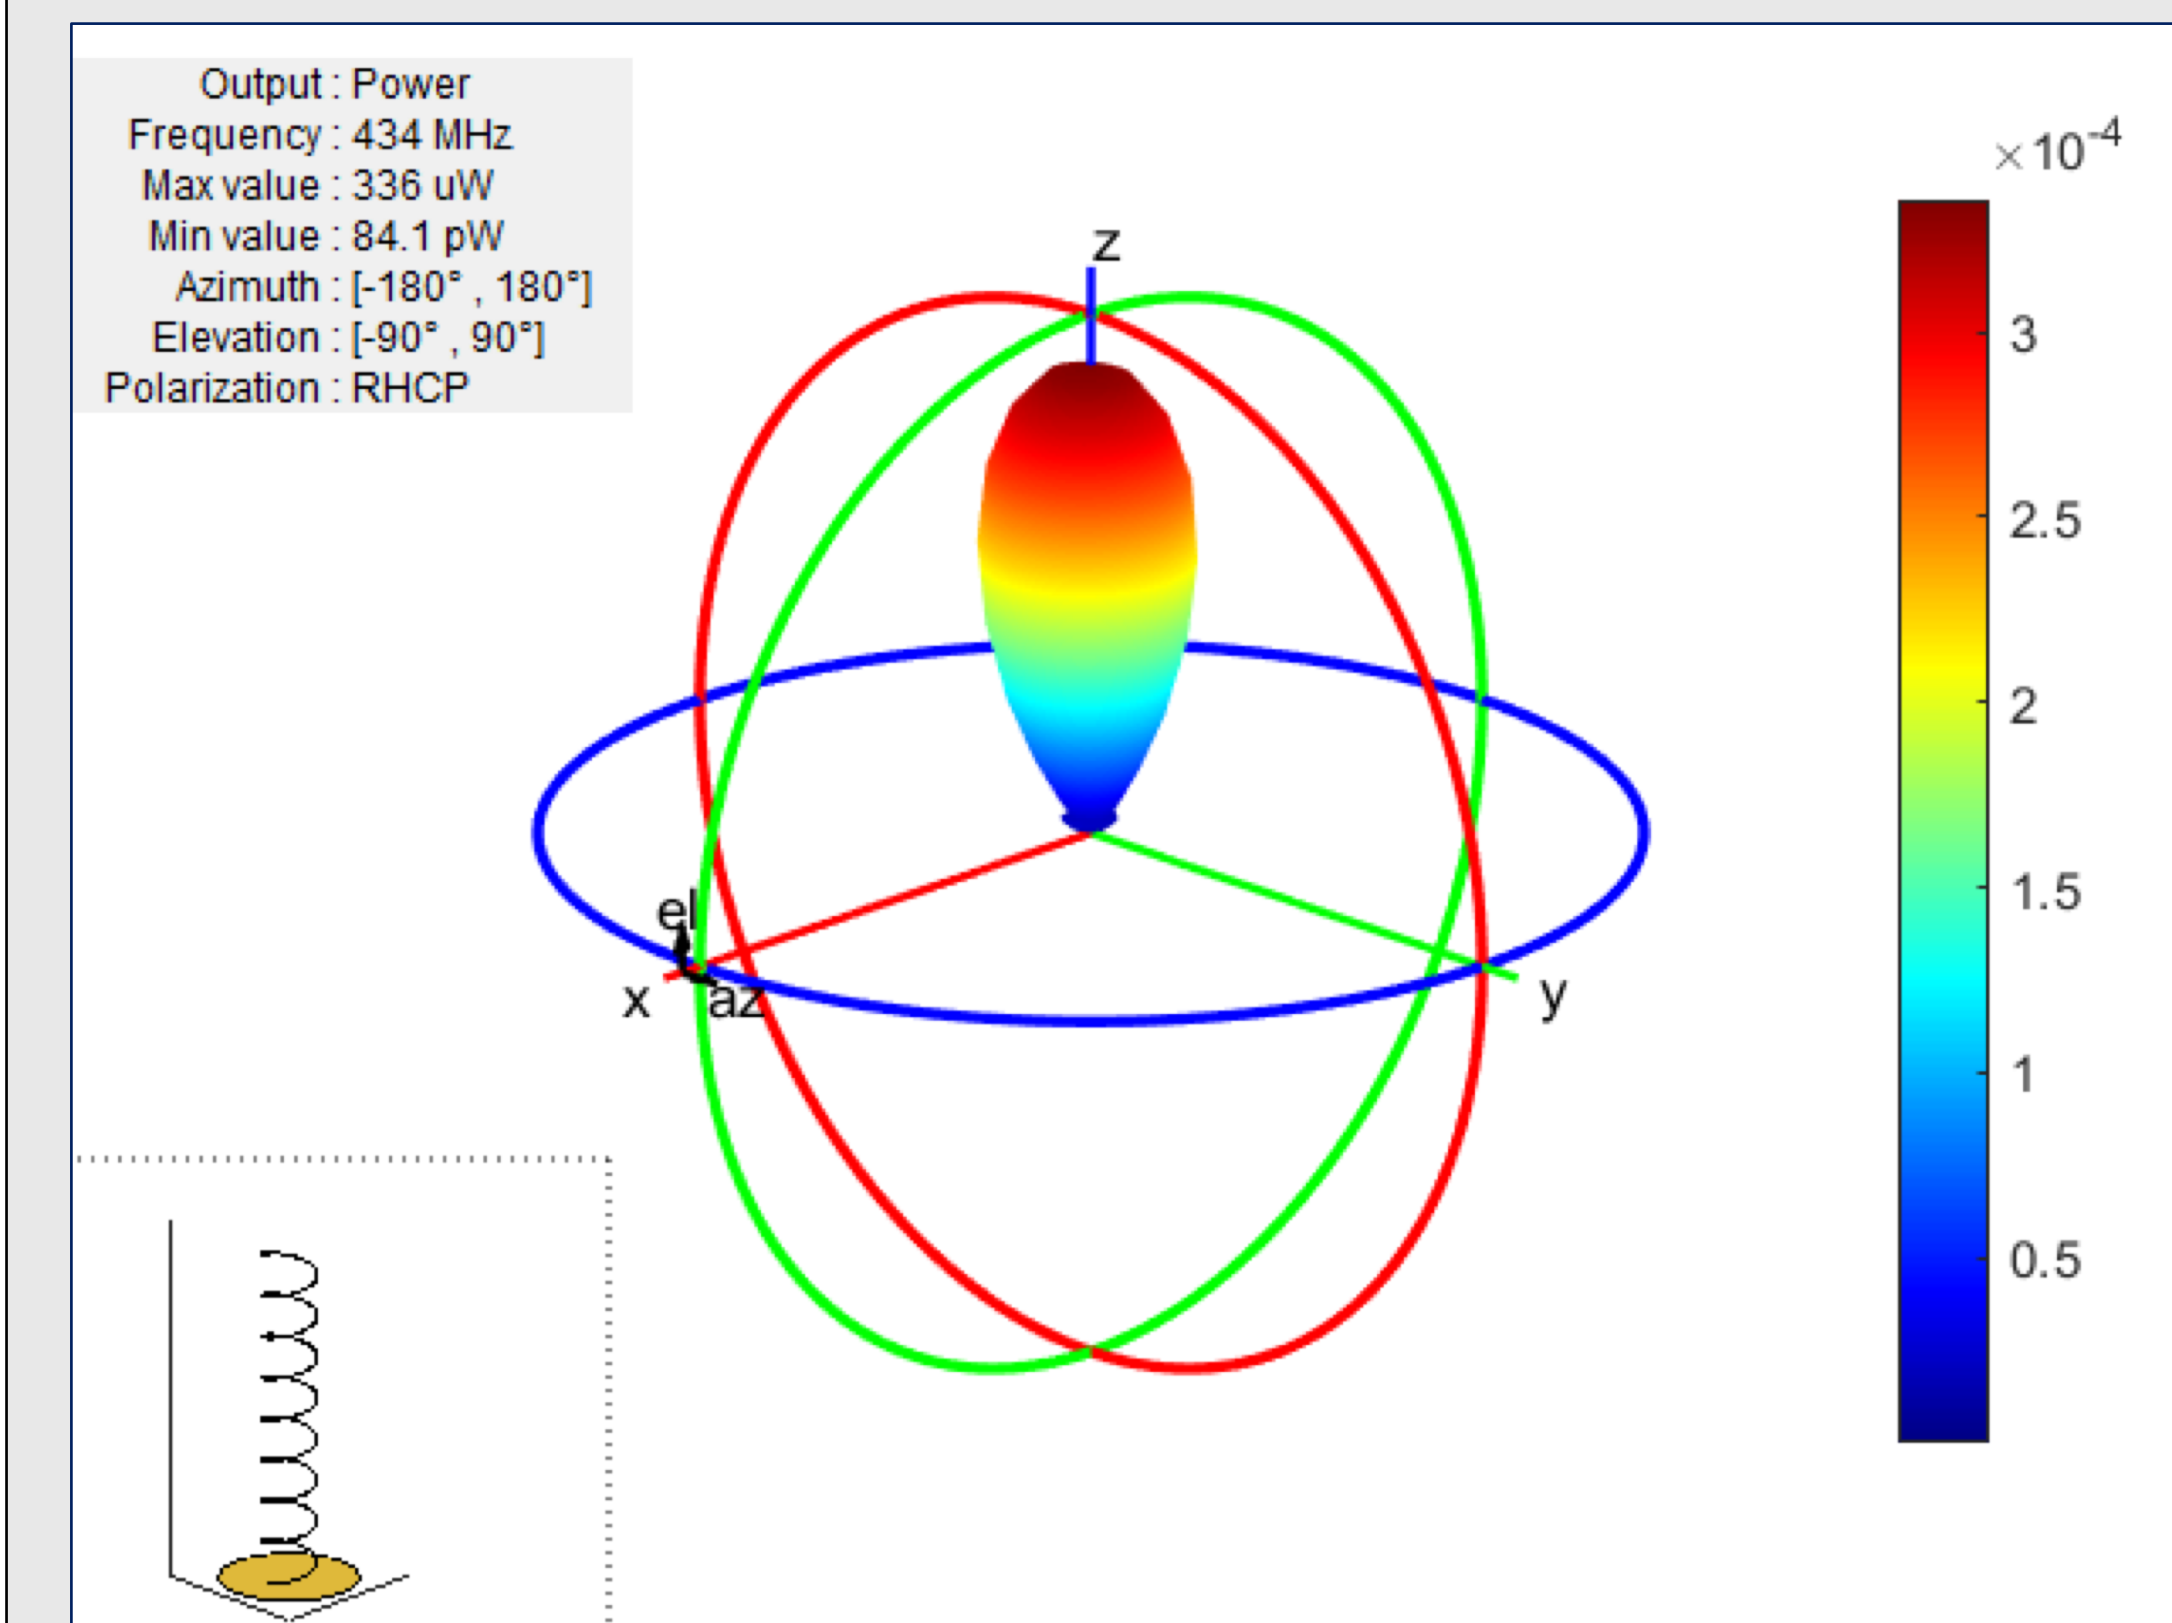 Output : Power
Frequency : 434 MHz
Max value : 336 uW
Min value : 84.1 pW
Azimuth : [-180° , 180°]
Elevation : [-90° , 90°]
Polarization : RHCP
×10⁻⁴
z
3
2.5
2
1.5
el
x
az
y
1
0.5